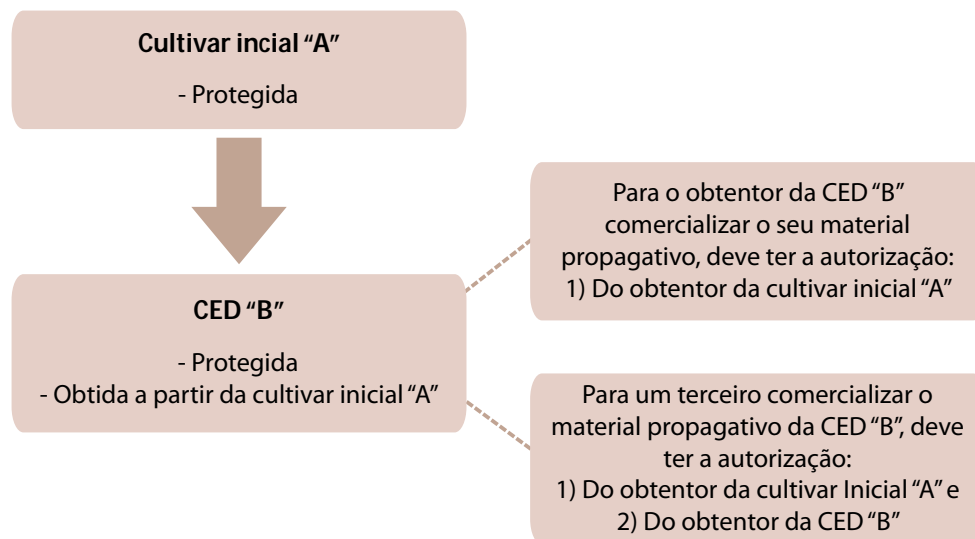 Cultivar incial “A”
- Protegida
CED “B”
- Protegida
- Obtida a partir da cultivar inicial “A”
Para o obtentor da CED “B”
comercializar o seu material
propagativo, deve ter a autorização:
1) Do obtentor da cultivar inicial “A”
Para um terceiro comercializar o
material propagativo da CED “B”, deve
ter a autorização:
1) Do obtentor da cultivar Inicial “A” e
2) Do obtentor da CED “B”